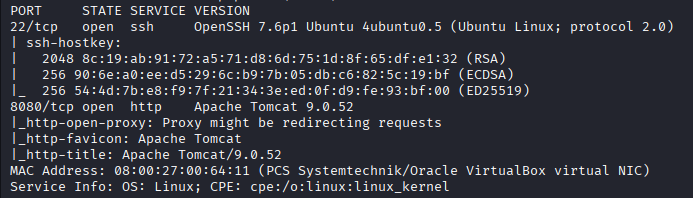 PORT     STATE SERVICE VERSION
22/tcp   open  ssh     OpenSSH 7.6p1 Ubuntu 4ubuntu0.5 (Ubuntu Linux; protocol 2.0)
| ssh-hostkey:
|   2048 8c:19:ab:91:72:a5:71:d8:6d:75:1d:8f:65:df:e1:32 (RSA)
|   256 90:6e:a0:ee:d5:29:6c:b9:7b:05:db:c6:82:5c:19:bf (ECDSA)
|_  256 54:4d:7b:e8:f9:7f:21:34:3e:ed:0f:d9:fe:93:bf:00 (ED25519)
8080/tcp open  http    Apache Tomcat 9.0.52
|_http-open-proxy: Proxy might be redirecting requests
|_http-favicon: Apache Tomcat
|_http-title: Apache Tomcat/9.0.52
MAC Address: 08:00:27:00:64:11 (PCS Systemtechnik/Oracle VirtualBox virtual NIC)
Service Info: OS: Linux; CPE: cpe:/o:linux:linux_kernel